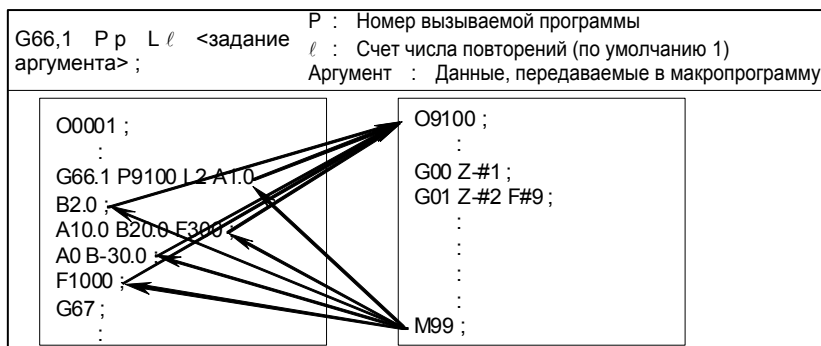 G66,1 P p L ℓ <задание
аргумента> ;
P : Номер вызываемой программы
ℓ : Счет числа повторений (по умолчанию 1)
Аргумент : Данные, передаваемые в макропрограмму
O0001 ;
:
G66.1 P9100 L2 A1.0
B2.0 ;
A10.0 B20.0 F300 ;
A0 B-30.0 ;
F1000 ;
G67 ;
:
O9100 ;
:
G00 Z-#1 ;
G01 Z-#2 F#9 ;
:
:
:
:
:
M99 ;